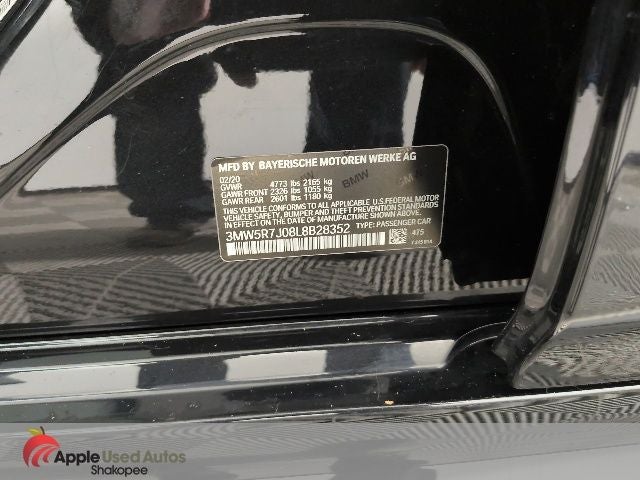 MFD BY BAYERISCHE MOTOREN WERKE AG
02/20
GVWR 4773 lbs 2165 kg
GAWR FRONT 2326 lbs 1055 kg
GAWR REAR 2601 lbs 1180 kg
BMW
THIS VEHICLE CONFORMS TO ALL APPLICABLE U.S. FEDERAL MOTOR
VEHICLE SAFETY, BUMPER, AND THEFT PREVENTION STANDARDS
IN EFFECT ON THE DATE OF MANUFACTURE SHOWN ABOVE.
3MW5R7J08L8B28352 TYPE: PASSENGER CAR
475
Apple Used Autos
Shakopee